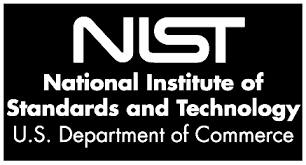 NIST
National Institute of
Standards and Technology
U.S. Department of Commerce